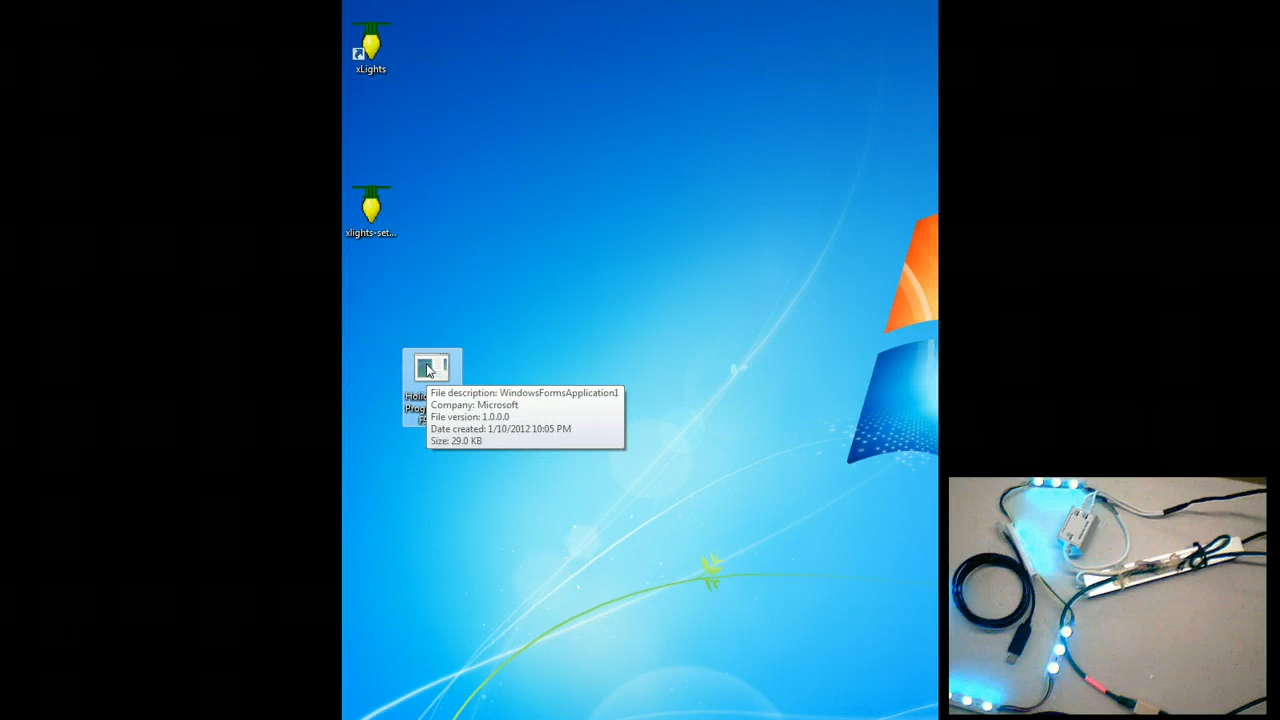 xLights
xlights-set...
File description: WindowsFormsApplication1
Company: Microsoft
File version: 1.0.0.0
Date created: 1/10/2012 10:05 PM
Size: 29.0 KB